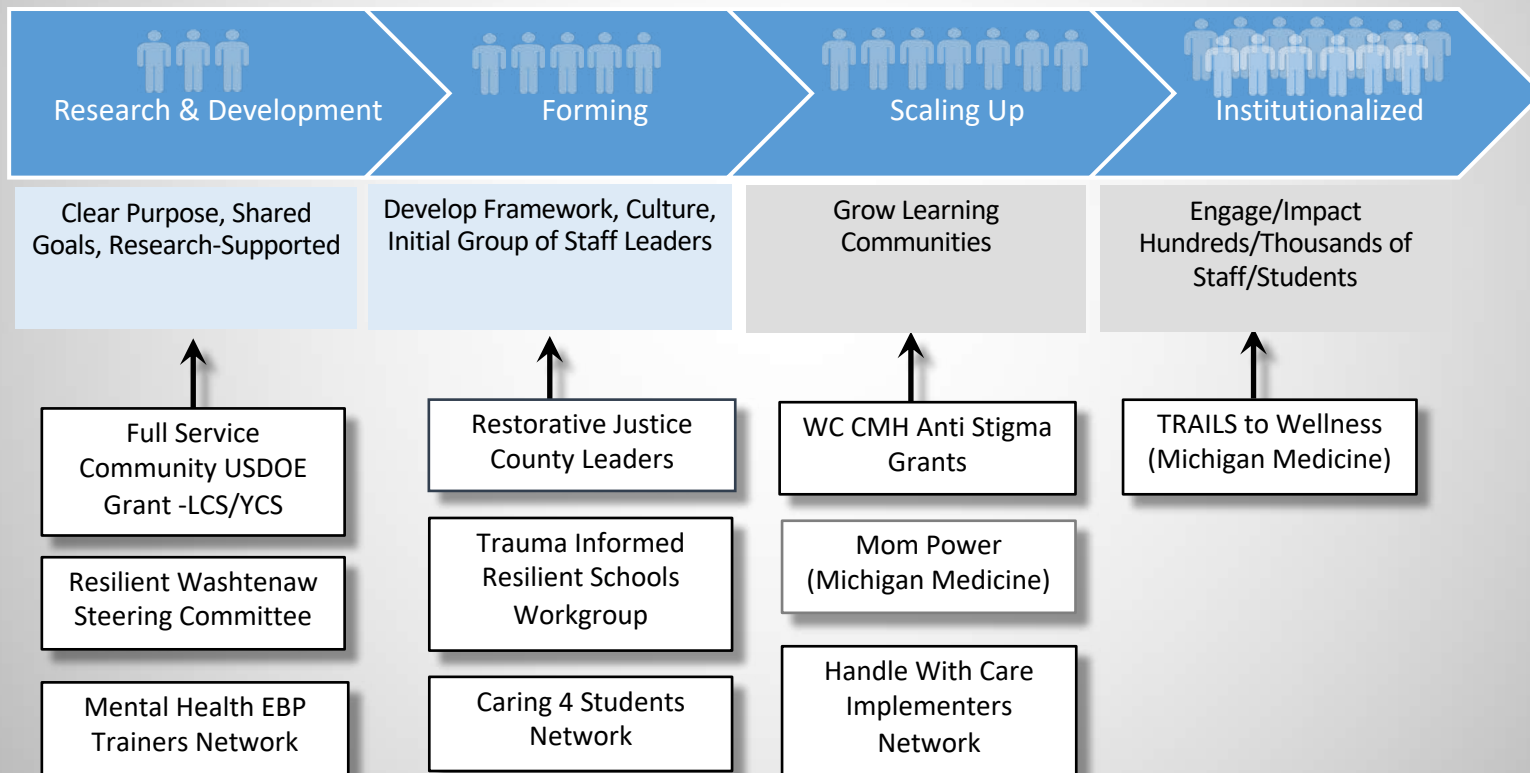 Research & Development
Forming
Scaling Up
Institutionalized
Clear Purpose, Shared
Goals, Research-Supported
Develop Framework, Culture,
Initial Group of Staff Leaders
Grow Learning
Communities
Engage/Impact
Hundreds/Thousands of
Staff/Students
Full Service
Community USDOE
Grant -LCS/YCS
Resilient Washtenaw
Steering Committee
Mental Health EBP
Trainers Network
Restorative Justice
County Leaders
Trauma Informed
Resilient Schools
Workgroup
Caring 4 Students
Network
WC CMH Anti Stigma
Grants
Mom Power
(Michigan Medicine)
Handle With Care
Implementers
Network
TRAILS to Wellness
(Michigan Medicine)